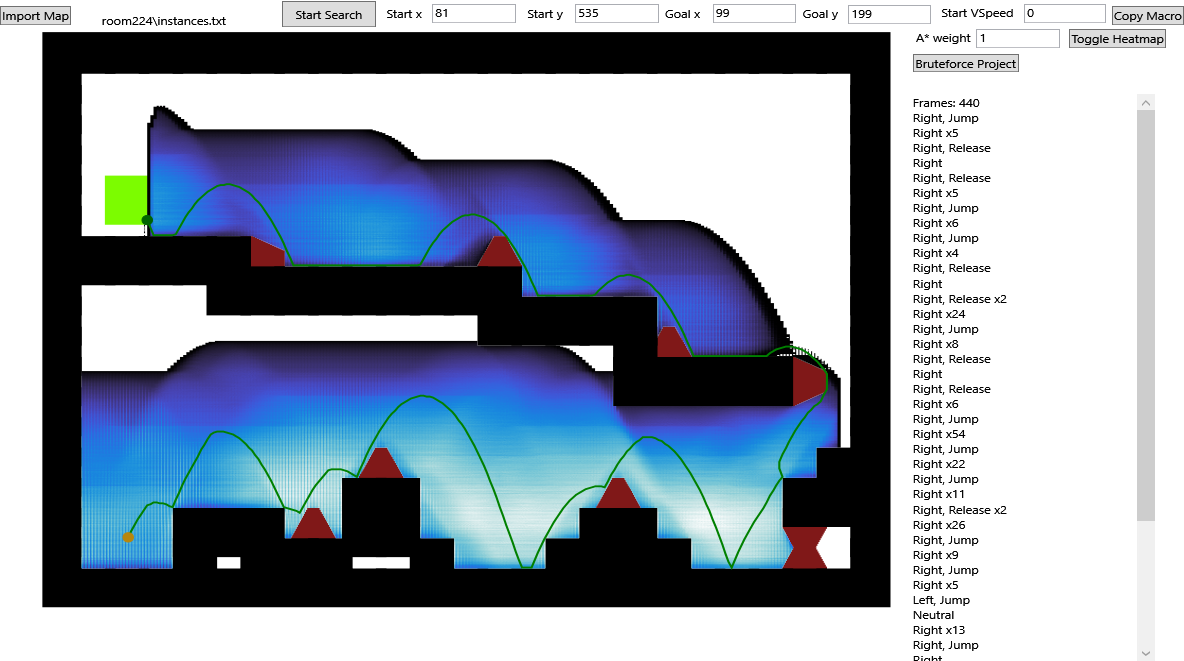 Import Map
room224\instances.txt
Start Search
Start x 81
Start y 535
Goal x 99
Goal y 199
Start VSpeed 0
Copy Macro
A* weight 1
Toggle Heatmap
Bruteforce Project
Frames: 440
Right, Jump
Right x5
Right, Release
Right
Right, Release
Right x5
Right, Jump
Right x6
Right, Jump
Right x4
Right, Release
Right
Right, Release x2
Right x24
Right, Jump
Right x8
Right, Release
Right
Right, Release
Right x6
Right, Jump
Right x54
Right, Jump
Right x22
Right, Jump
Right x11
Right, Release x2
Right x26
Right, Jump
Right x9
Right, Jump
Right x5
Left, Jump
Neutral
Right x13
Right, Jump
Right